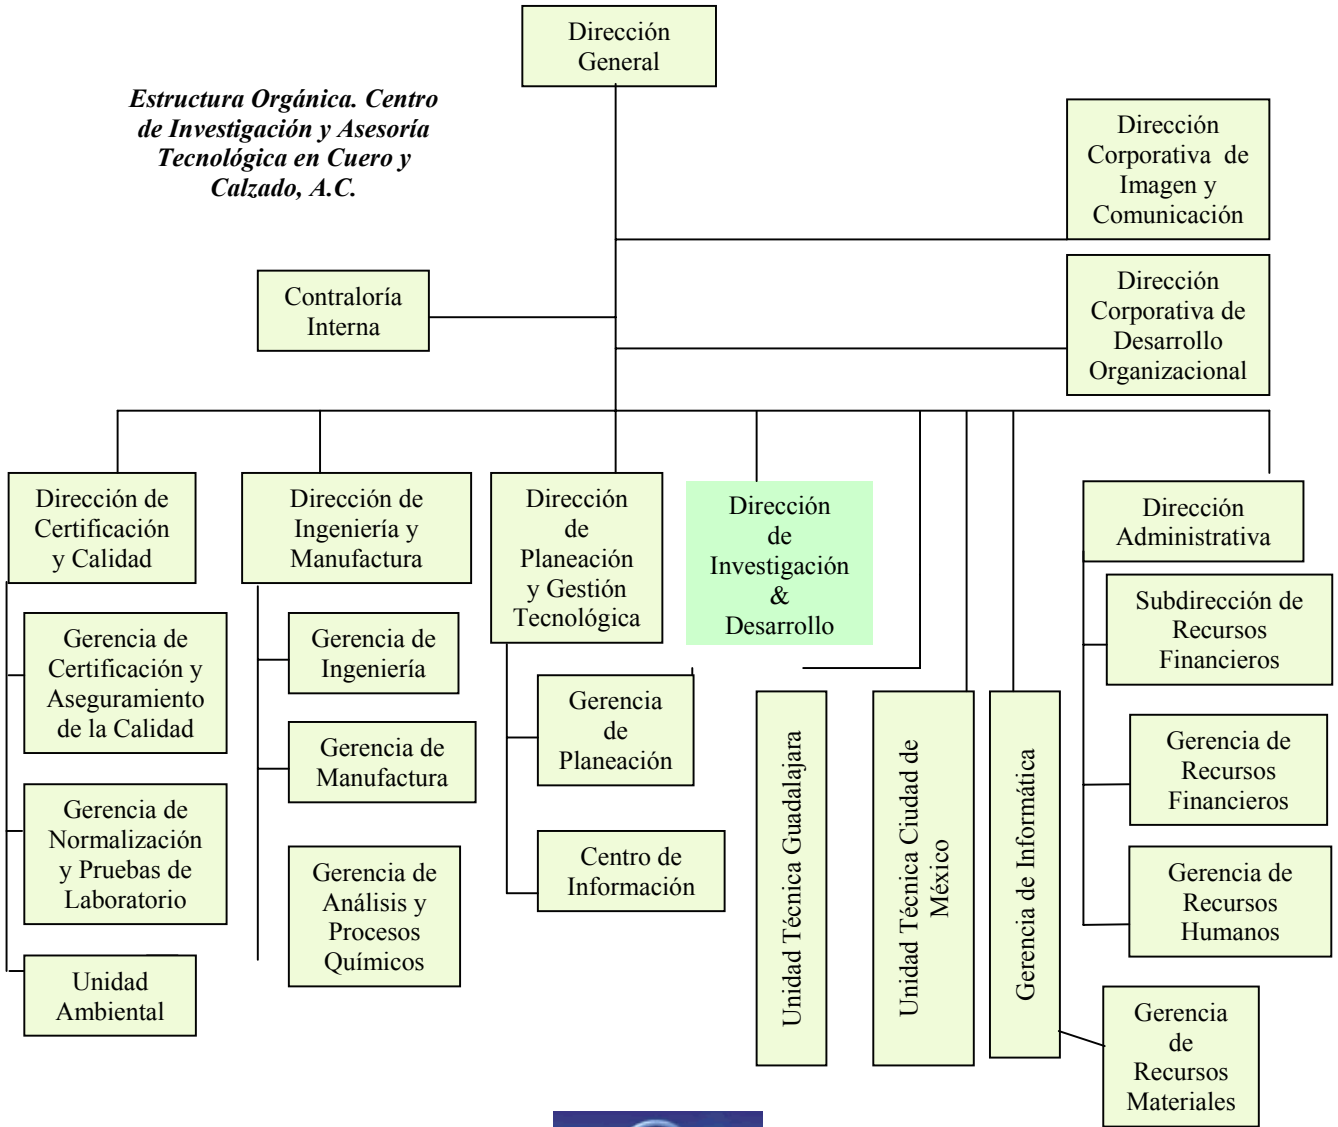 Dirección
General
Estructura Orgánica. Centro
de Investigación y Asesoría
Tecnológica en Cuero y
Calzado, A.C.
Dirección
Corporativa de
Imagen y
Comunicación
Contraloría
Interna
Dirección
Corporativa de
Desarrollo
Organizacional
Dirección de
Certificación
y Calidad
Dirección de
Ingeniería y
Manufactura
Dirección
de
Planeación
y Gestión
Tecnológica
Dirección
de
Investigación
&
Desarrollo
Dirección
Administrativa
Gerencia de
Certificación y
Aseguramiento
de la Calidad
Gerencia de
Normalización
y Pruebas de
Laboratorio
Unidad
Ambiental
Gerencia de
Ingeniería
Gerencia de
Manufactura
Gerencia de
Análisis y
Procesos
Químicos
Gerencia
de
Planeación
Centro de
Información
Unidad Técnica Guadalajara
Unidad Técnica Ciudad de
México
Gerencia de Informática
Subdirección de
Recursos
Financieros
Gerencia de
Recursos
Financieros
Gerencia de
Recursos
Humanos
Gerencia
de
Recursos
Materiales